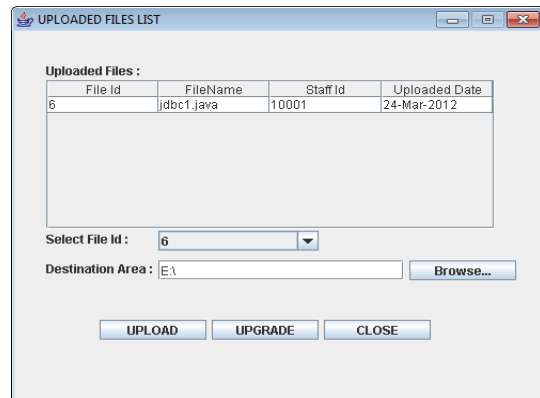 UPLOADED FILES LIST
Uploaded Files :
File Id FileName Staff Id Uploaded Date
6 jdbc1.java 10001 24-Mar-2012
Select File Id : 6
Destination Area : E:\ Browse...
UPLOAD UPGRADE CLOSE